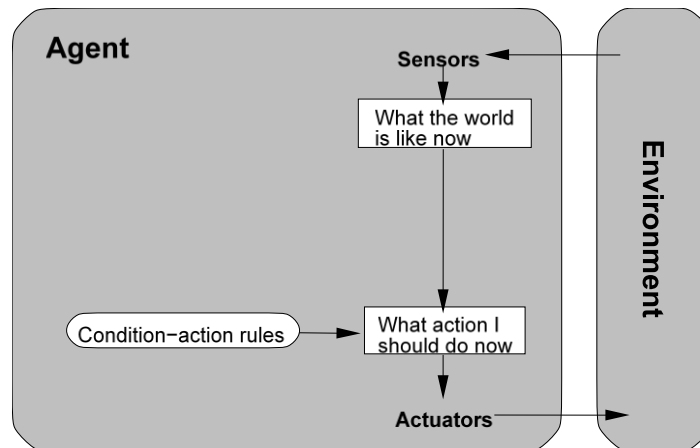 Agent
Sensors
What the world
is like now
Environment
Condition−action rules
What action I
should do now
Actuators